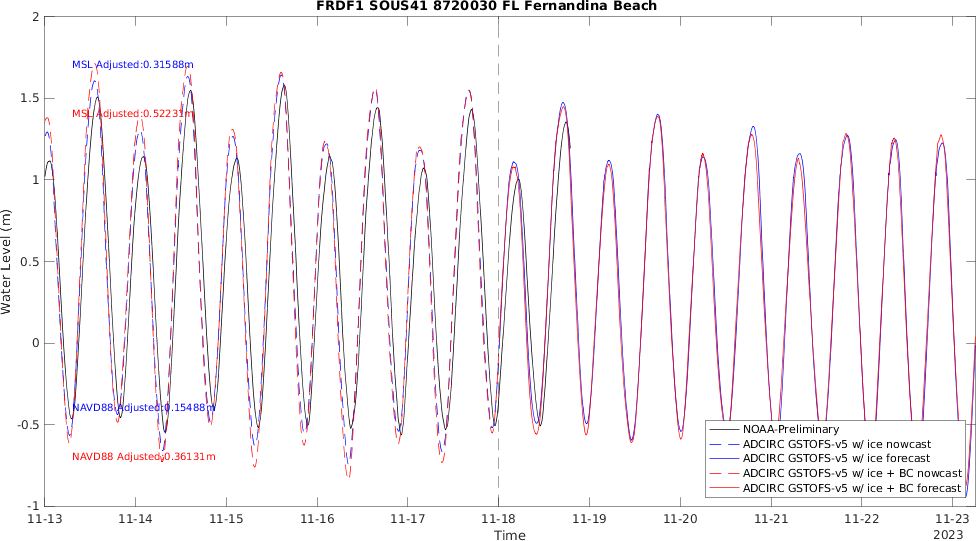 FRDF1 SOUS41 8720030 FL Fernandina Beach
2
1.5
1
0.5
0
-0.5
-1
Water Level (m)
MSL Adjusted:0.31588m
MSL Adjusted:0.52231m
NAVD88 Adjusted:0.15488m
NAVD88 Adjusted:0.36131m
NOAA-Preliminary
ADCIRC GSTOFS-v5 w/ ice nowcast
ADCIRC GSTOFS-v5 w/ ice forecast
ADCIRC GSTOFS-v5 w/ ice + BC nowcast
ADCIRC GSTOFS-v5 w/ ice + BC forecast
11-13 11-14 11-15 11-16 11-17 11-18 11-19 11-20 11-21 11-22 11-23
Time
2023